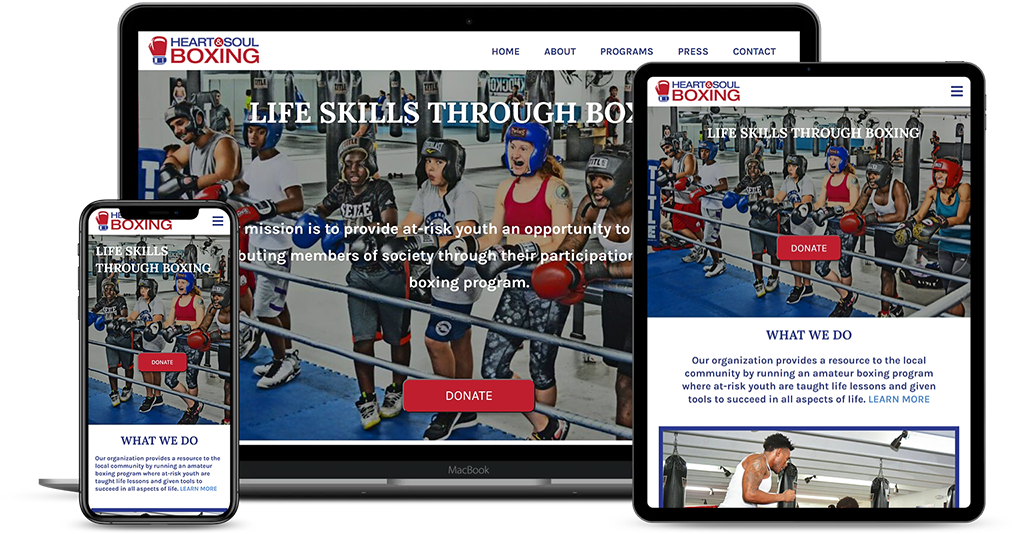 HEART&SOUL
BOXING
HOME ABOUT PROGRAMS PRESS CONTACT
LIFE SKILLS THROUGH BOX
mission is to provide at-risk youth an opportunity to
buting members of society through their participation
boxing program.
DONATE
MacBook
HEART&SOUL
BOXING
LIFE SKILLS THROUGH BOXING
TITLE
DONATE
WHAT WE DO
Our organization provides a resource to the local
community by running an amateur boxing program
where at-risk youth are taught life lessons and given
tools to succeed in all aspects of life. LEARN MORE
HEA
BOXING
LIFE SKILLS
THROUGH BOXING
DONATE
WHAT WE DO
Our organization provides a resource to the
local community by running an amateur
boxing program where at-risk youth are
taught life lessons and given tools to
succeed in all aspects of life. LEARN MORE